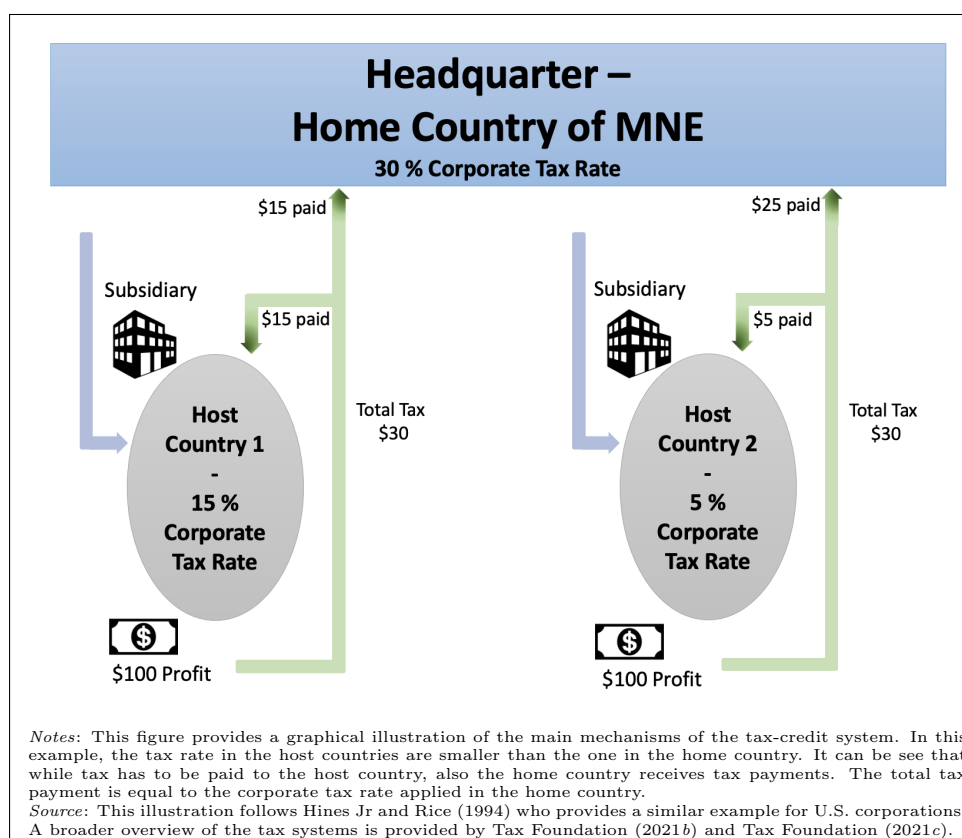 Headquarter –
Home Country of MNE
30 % Corporate Tax Rate
$15 paid
Subsidiary
$15 paid
Host
Country 1
-
15 %
Corporate
Tax Rate
Total Tax
$30
$100 Profit
$25 paid
Subsidiary
$5 paid
Host
Country 2
-
5 %
Corporate
Tax Rate
Total Tax
$30
$100 Profit
Notes: This figure provides a graphical illustration of the main mechanisms of the tax-credit system. In this
example, the tax rate in the host countries are smaller than the one in the home country. It can be see that
while tax has to be paid to the host country, also the home country receives tax payments. The total tax
payment is equal to the corporate tax rate applied in the home country.
Source: This illustration follows Hines Jr and Rice (1994) who provides a similar example for U.S. corporations
A broader overview of the tax systems is provided by Tax Foundation (2021b) and Tax Foundation (2021c).